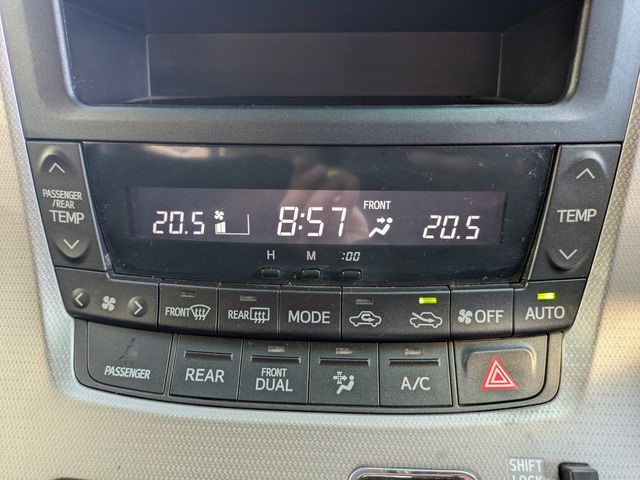 PASSENGER
/REAR
TEMP
20.5
8:57
FRONT
20.5
TEMP
H M :00
FRONT REAR MODE OFF AUTO
PASSENGER REAR FRONT DUAL A/C
SHIFT
LOCK